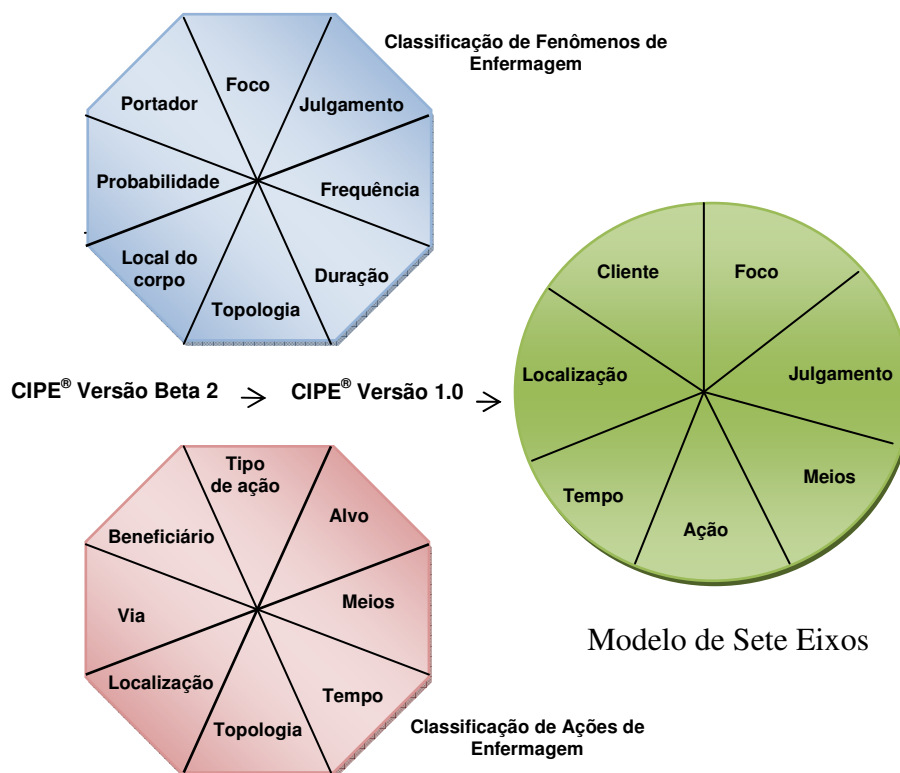 Classificação de Fenômenos de
Enfermagem
Foco
Portador
Julgamento
Probabilidade
Frequência
Local do
corpo
Duração
Topologia
CIPE® Versão Beta 2
CIPE® Versão 1.0
Cliente
Foco
Localização
Julgamento
Tempo
Meios
Ação
Modelo de Sete Eixos
Tipo
de ação
Alvo
Beneficiário
Meios
Via
Localização
Tempo
Topologia
Classificação de Ações de
Enfermagem